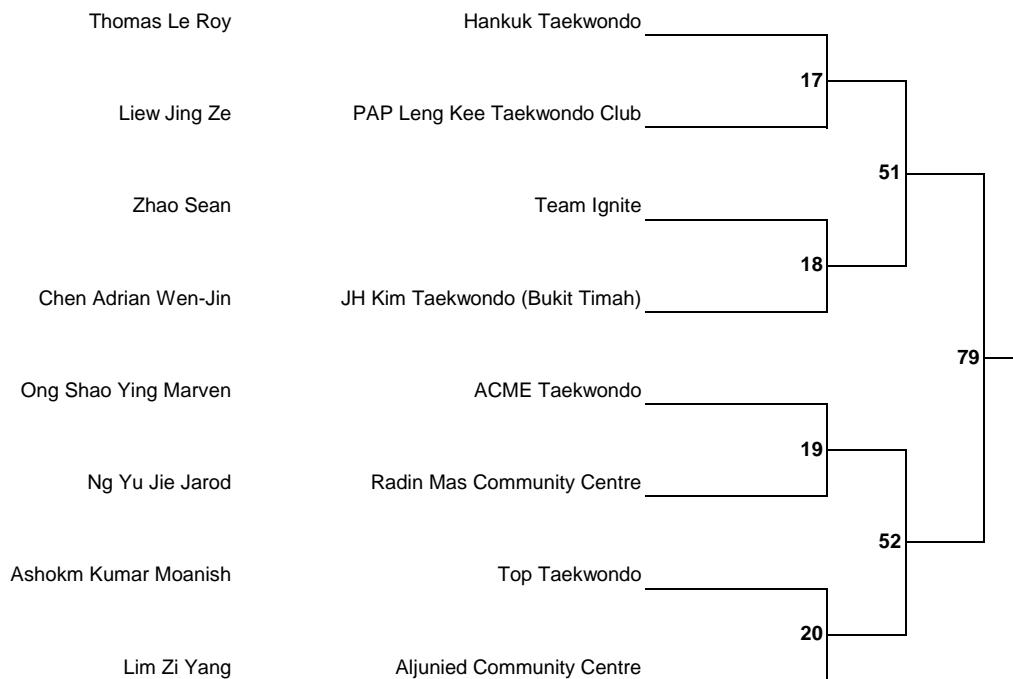 Thomas Le Roy Hankuk Taekwondo
17
Liew Jing Ze PAP Leng Kee Taekwondo Club
51
Zhao Sean Team Ignite
18
Chen Adrian Wen-Jin JH Kim Taekwondo (Bukit Timah)
79
Ong Shao Ying Marven ACME Taekwondo
19
Ng Yu Jie Jarod Radin Mas Community Centre
52
Ashokm Kumar Moanish Top Taekwondo
20
Lim Zi Yang Aljunied Community Centre